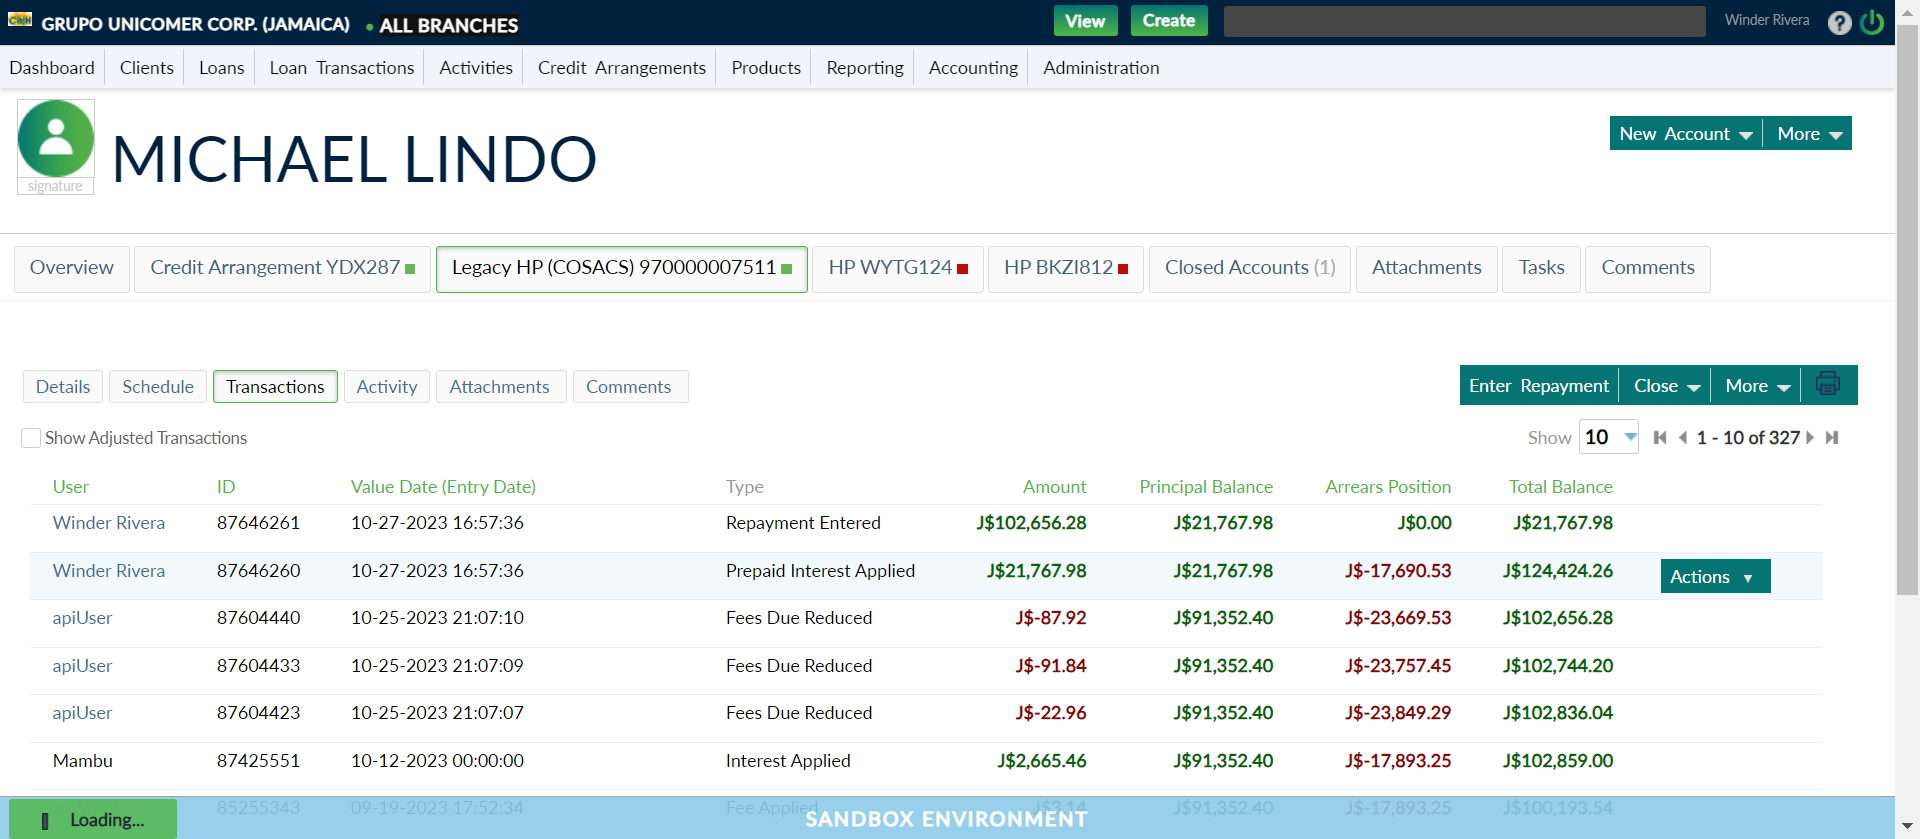 GRUPO UNICOMER CORP. (JAMAICA) • ALL BRANCHES View Create Winder Rivera ?
Dashboard Clients Loans Loan Transactions Activities Credit Arrangements Products Reporting Accounting Administration
MICHAEL LINDO
signature
New Account More
Overview Credit Arrangement YDX287 Legacy HP (COSACS) 970000007511 HP WYTG124 HP BKZI812 Closed Accounts (1) Attachments Tasks Comments
Details Schedule Transactions Activity Attachments Comments Enter Repayment Close More
Show Adjusted Transactions Show 10 1 - 10 of 327
User ID Value Date (Entry Date) Type Amount Principal Balance Arrears Position Total Balance
Winder Rivera 87646261 10-27-2023 16:57:36 Repayment Entered J$102,656.28 J$21,767.98 J$0.00 J$21,767.98
Winder Rivera 87646260 10-27-2023 16:57:36 Prepaid Interest Applied J$21,767.98 J$21,767.98 J$-17,690.53 J$124,424.26 Actions ▼
apiUser 87604440 10-25-2023 21:07:10 Fees Due Reduced J$-87.92 J$91,352.40 J$-23,669.53 J$102,656.28
apiUser 87604433 10-25-2023 21:07:09 Fees Due Reduced J$-91.84 J$91,352.40 J$-23,757.45 J$102,744.20
apiUser 87604423 10-25-2023 21:07:07 Fees Due Reduced J$-22.96 J$91,352.40 J$-23,849.29 J$102,836.04
Mambu 87425551 10-12-2023 00:00:00 Interest Applied J$2,665.46 J$91,352.40 J$-17,893.25 J$102,859.00
85255343 09-19-2023 17:52:34 Fee Applied J$3.14 J$91,352.40 J$-17,893.25 J$100,193.54
Loading... SANDBOX ENVIRONMENT